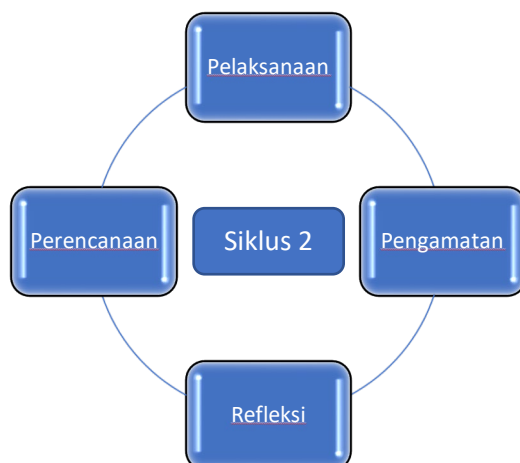 Pelaksanaan
Perencanaan
Siklus 2
Pengamatan
Refleksi